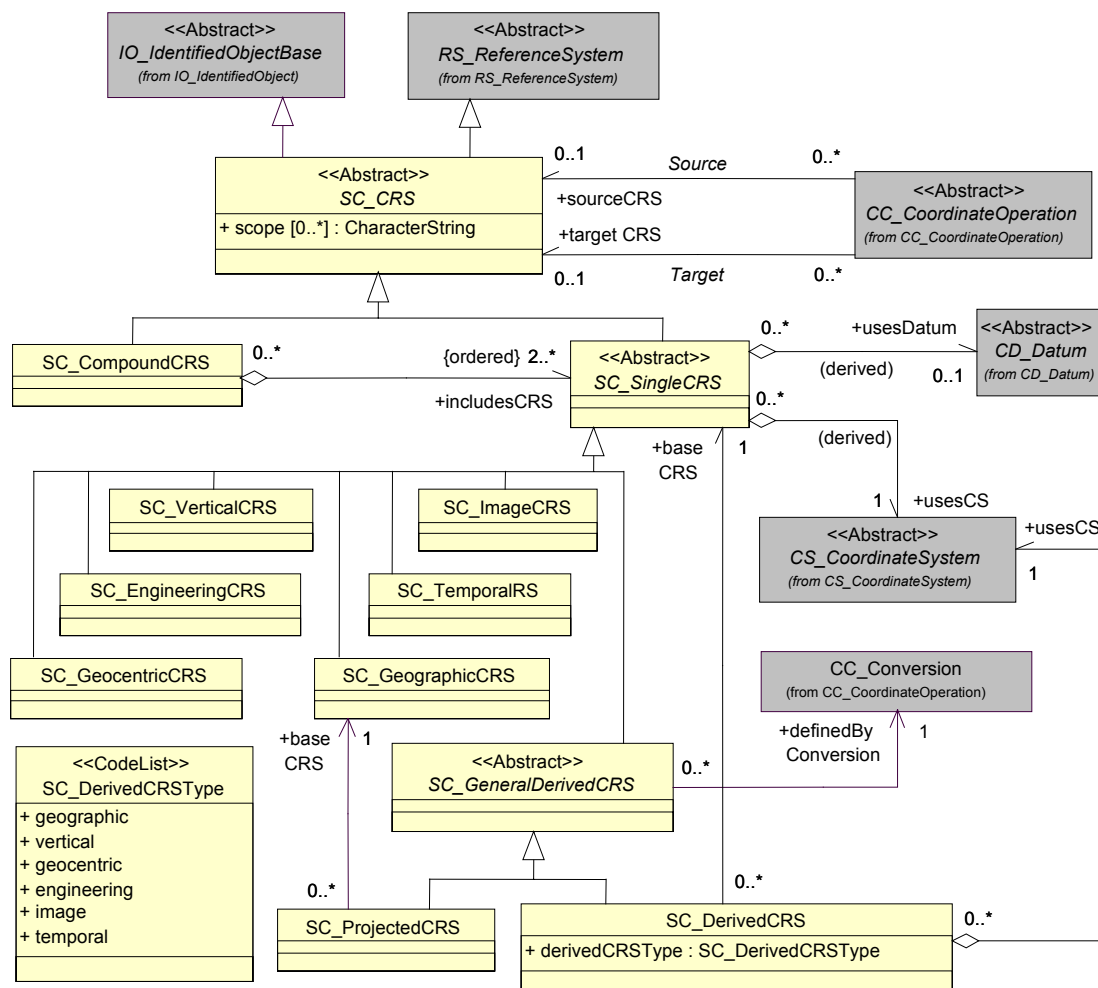 <<Abstract>>
IO_IdentifiedObjectBase
(from IO_IdentifiedObject)
<<Abstract>>
RS_ReferenceSystem
(from RS_ReferenceSystem)
<<Abstract>>
SC_CRS
+ scope [0..*] : CharacterString
0..1
Source
0..*
+sourceCRS
+target CRS
0..1
Target
0..*
<<Abstract>>
CC_CoordinateOperation
(from CC_CoordinateOperation)
SC_CompoundCRS
0..*
{ordered}
2..*
+includesCRS
<<Abstract>>
SC_SingleCRS
0..*
+usesDatum
(derived)
0..1
<<Abstract>>
CD_Datum
(from CD_Datum)
0..*
(derived)
+base
CRS
1
1
+usesCS
<<Abstract>>
CS_CoordinateSystem
(from CS_CoordinateSystem)
+usesCS
1
SC_VerticalCRS
SC_ImageCRS
SC_EngineeringCRS
SC_TemporalRS
SC_GeocentricCRS
SC_GeographicCRS
CC_Conversion
(from CC_CoordinateOperation)
+definedBy
Conversion
1
+base
CRS
1
<<Abstract>>
SC_GeneralDerivedCRS
0..*
<<CodeList>>
SC_DerivedCRSType
+ geographic
+ vertical
+ geocentric
+ engineering
+ image
+ temporal
0..*
SC_ProjectedCRS
0..*
SC_DerivedCRS
+ derivedCRSType : SC_DerivedCRSType
0..*